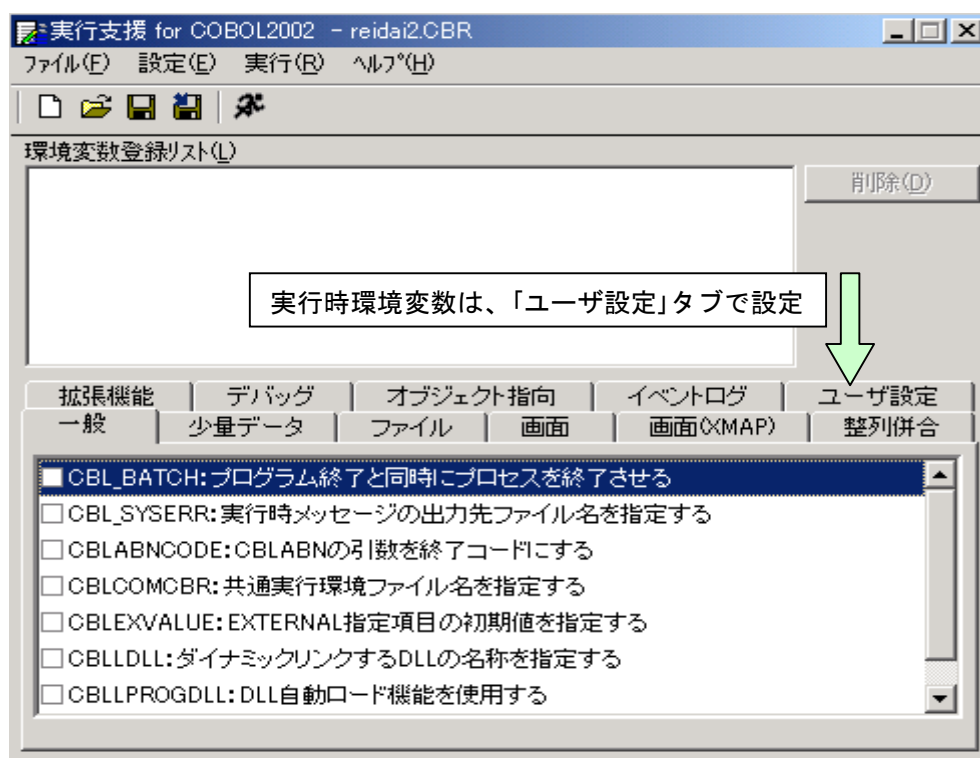 実行支援 for COBOL2002 - reidai2.CBR
ファイル(F) 設定(E) 実行(R) ヘルプ(H)
環境変数登録リスト(L)
削除(D)
実行時環境変数は、「ユーザ設定」タブで設定
拡張機能 デバッグ オブジェクト指向 イベントログ ユーザ設定
一般 少量データ ファイル 画面 画面(XMAP) 整列併合
CBL_BATCH:プログラム終了と同時にプロセスを終了させる
CBL_SYSERR:実行時メッセージの出力先ファイル名を指定する
CBLABNCODE:CBLABNの引数を終了コードにする
CBLCOMCBR:共通実行環境ファイル名を指定する
CBLEXVALUE:EXTERNAL指定項目の初期値を指定する
CBLLDLL:ダイナミックリンクするDLLの名称を指定する
CBLLPROGDLL:DLL自動ロード機能を使用する